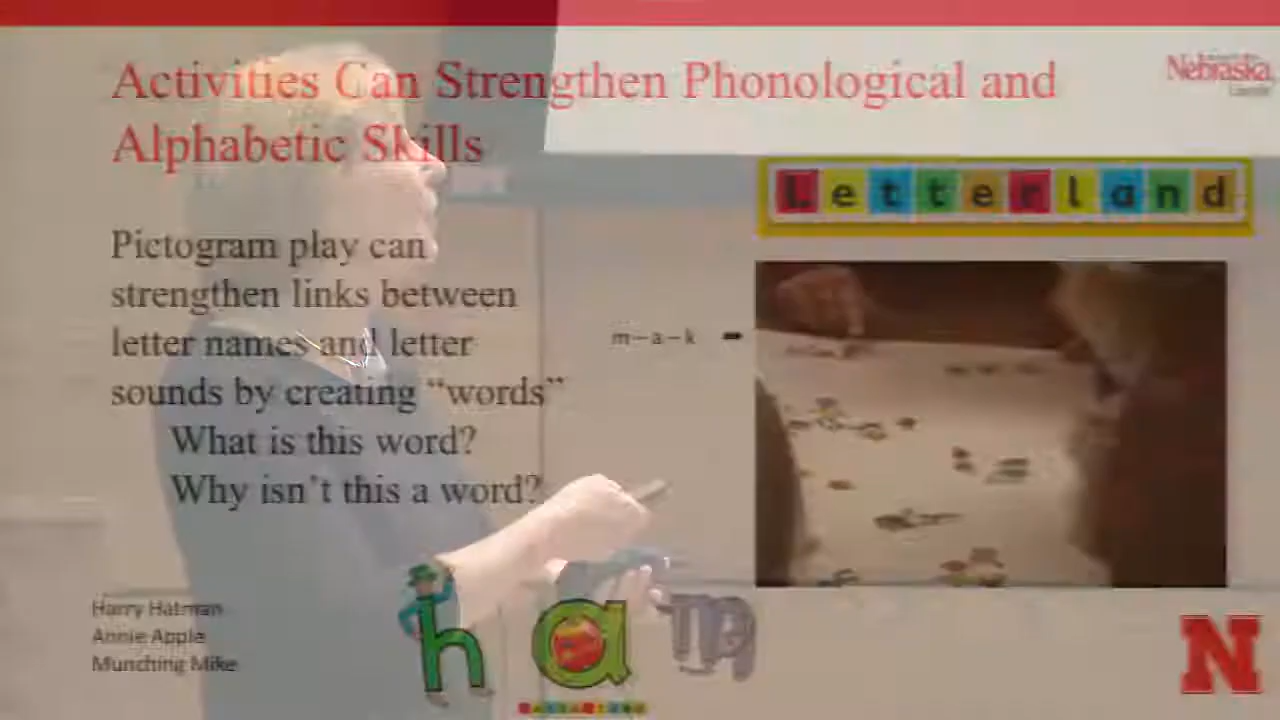 Activities Can Strengthen Phonological and
Alphabetic Skills
Nebraska
Letterland
Pictogram play can
strengthen links between
letter names and letter
sounds by creating “words”
What is this word?
Why isn’t this a word?
m–a–k
Harry Hatman
Annie Apple
Munching Mike
h a m
N